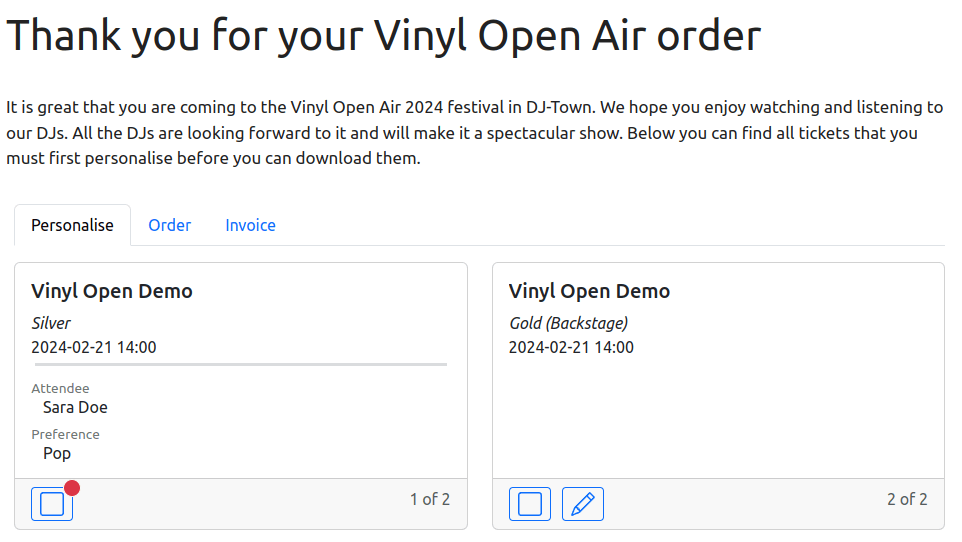 Thank you for your Vinyl Open Air order
It is great that you are coming to the Vinyl Open Air 2024 festival in DJ-Town. We hope you enjoy watching and listening to
our DJs. All the DJs are looking forward to it and will make it a spectacular show. Below you can find all tickets that you
must first personalise before you can download them.
Personalise Order Invoice
Vinyl Open Demo
Silver
2024-02-21 14:00
Attendee
Sara Doe
Preference
Pop
1 of 2
Vinyl Open Demo
Gold (Backstage)
2024-02-21 14:00
2 of 2